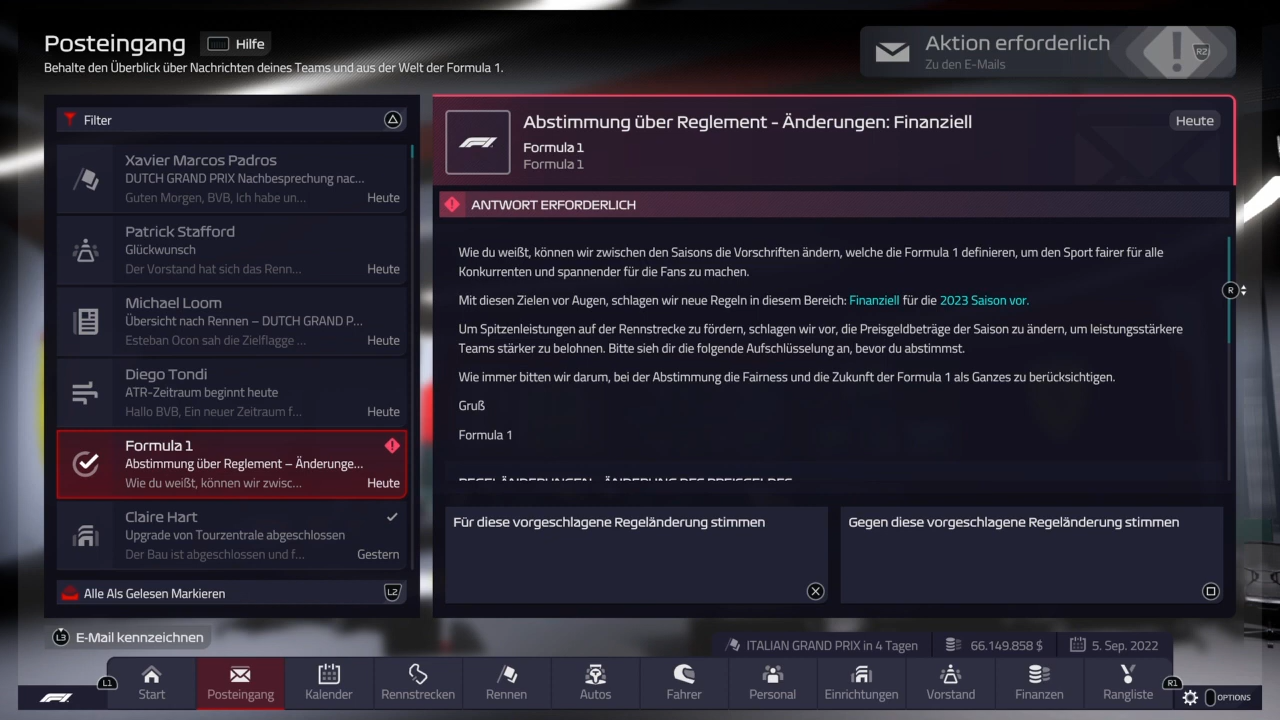 Posteingang
Hilfe
Behalte den Überblick über Nachrichten deines Teams und aus der Welt der Formula 1.
Aktion erforderlich
Zu den E-Mails
R2
Filter
Xavier Marcos Padros
DUTCH GRAND PRIX Nachbesprechung nac...
Guten Morgen, BVB, Ich habe un...
Heute
Patrick Stafford
Glückwunsch
Der Vorstand hat sich das Renn...
Heute
Michael Loom
Übersicht nach Rennen – DUTCH GRAND P...
Esteban Ocon sah die Zielflagge ...
Heute
Diego Tondi
ATR-Zeitraum beginnt heute
Hallo BVB, Ein neuer Zeitraum f...
Heute
Formula 1
Abstimmung über Reglement – Änderunge...
Wie du weißt, können wir zwisc...
Heute
Claire Hart
Upgrade von Tourzentrale abgeschlossen
Der Bau ist abgeschlossen und f...
Gestern
Alle Als Gelesen Markieren
L2
L3
E-Mail kennzeichnen
Abstimmung über Reglement - Änderungen: Finanziell
Heute
Formula 1
Formula 1
ANTWORT ERFORDERLICH
Wie du weißt, können wir zwischen den Saisons die Vorschriften ändern, welche die Formula 1 definieren, um den Sport fairer für alle
Konkurrenten und spannender für die Fans zu machen.
Mit diesen Zielen vor Augen, schlagen wir neue Regeln in diesem Bereich: Finanziell für die 2023 Saison vor.
Um Spitzenleistungen auf der Rennstrecke zu fördern, schlagen wir vor, die Preisgeldbeträge der Saison zu ändern, um leistungsstärkere
Teams stärker zu belohnen. Bitte sieh dir die folgende Aufschlüsselung an, bevor du abstimmst.
Wie immer bitten wir darum, bei der Abstimmung die Fairness und die Zukunft der Formula 1 als Ganzes zu berücksichtigen.
Gruß
Formula 1
REGELÄNDERUNGEN - ÄNDERUNG DES PREISGELDES
R
Für diese vorgeschlagene Regeländerung stimmen
Gegen diese vorgeschlagene Regeländerung stimmen
ITALIAN GRAND PRIX in 4 Tagen
66.149.858 $
5. Sep. 2022
L1
Start
Posteingang
Kalender
Rennstrecken
Rennen
Autos
Fahrer
Personal
Einrichtungen
Vorstand
Finanzen
Rangliste
R1
OPTIONS